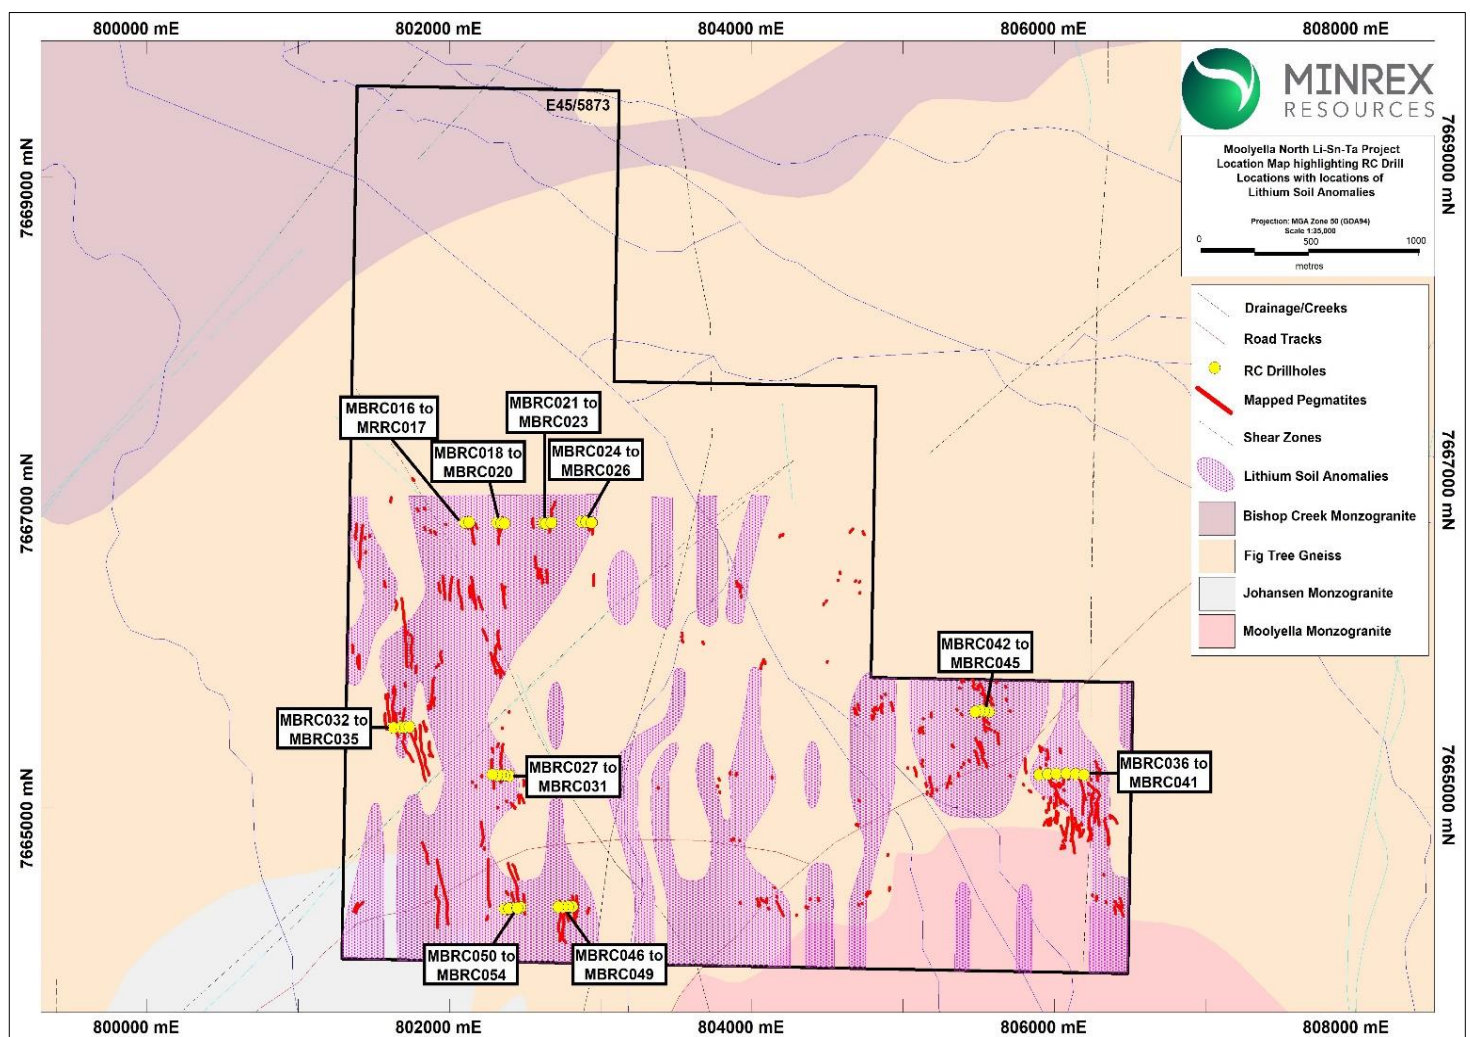 800000 mE
802000 mE
804000 mE
806000 mE
808000 mE
E45/5873
MINREX
RESOURCES
7669000 mN
7669000 mN
Moolyella North Li-Sn-Ta Project
Location Map highlighting RC Drill
Locations with locations of
Lithium Soil Anomalies
Projection: MGA Zone 50 (GDA94)
Scale 1:35,000
0
500
1000
metres
Drainage/Creeks
Road Tracks
RC Drillholes
Mapped Pegmatites
Shear Zones
Lithium Soil Anomalies
Bishop Creek Monzogranite
Fig Tree Gneiss
Johansen Monzogranite
Moolyella Monzogranite
MBRC016 to
MRRC017
MBRC021 to
MBRC023
MBRC018 to
MBRC020
MBRC024 to
MBRC026
7667000 mN
7667000 mN
MBRC042 to
MBRC045
MBRC032 to
MBRC035
MBRC027 to
MBRC031
MBRC036 to
MBRC041
7665000 mN
7665000 mN
MBRC050 to
MBRC054
MBRC046 to
MBRC049
800000 mE
802000 mE
804000 mE
806000 mE
808000 mE